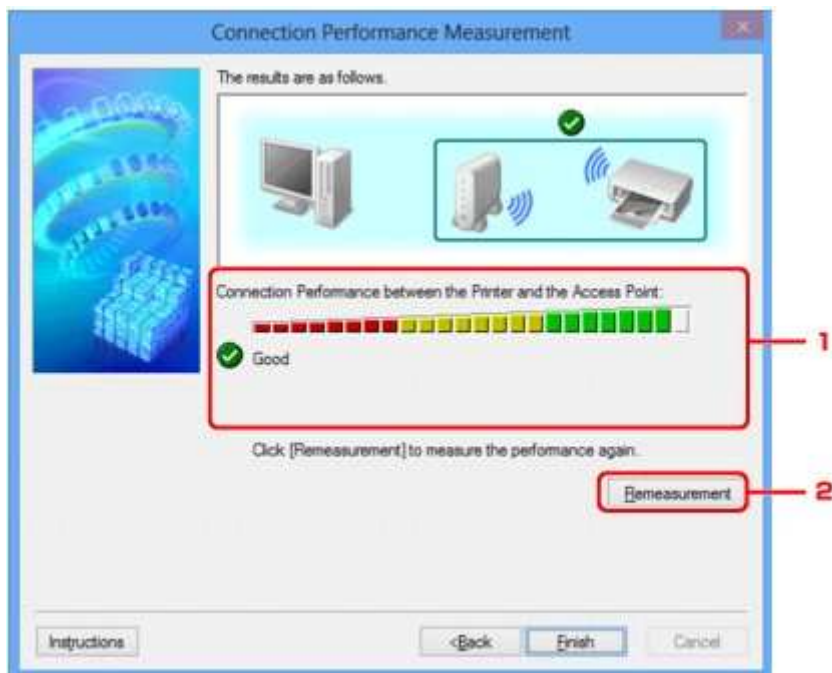 Connection Performance Measurement
The results are as follows.
Connection Performance between the Printer and the Access Point:
Good
1
Click [Remeasurement] to measure the performance again.
Remeasurement
2
Instructions
<Back
Finish
Cancel